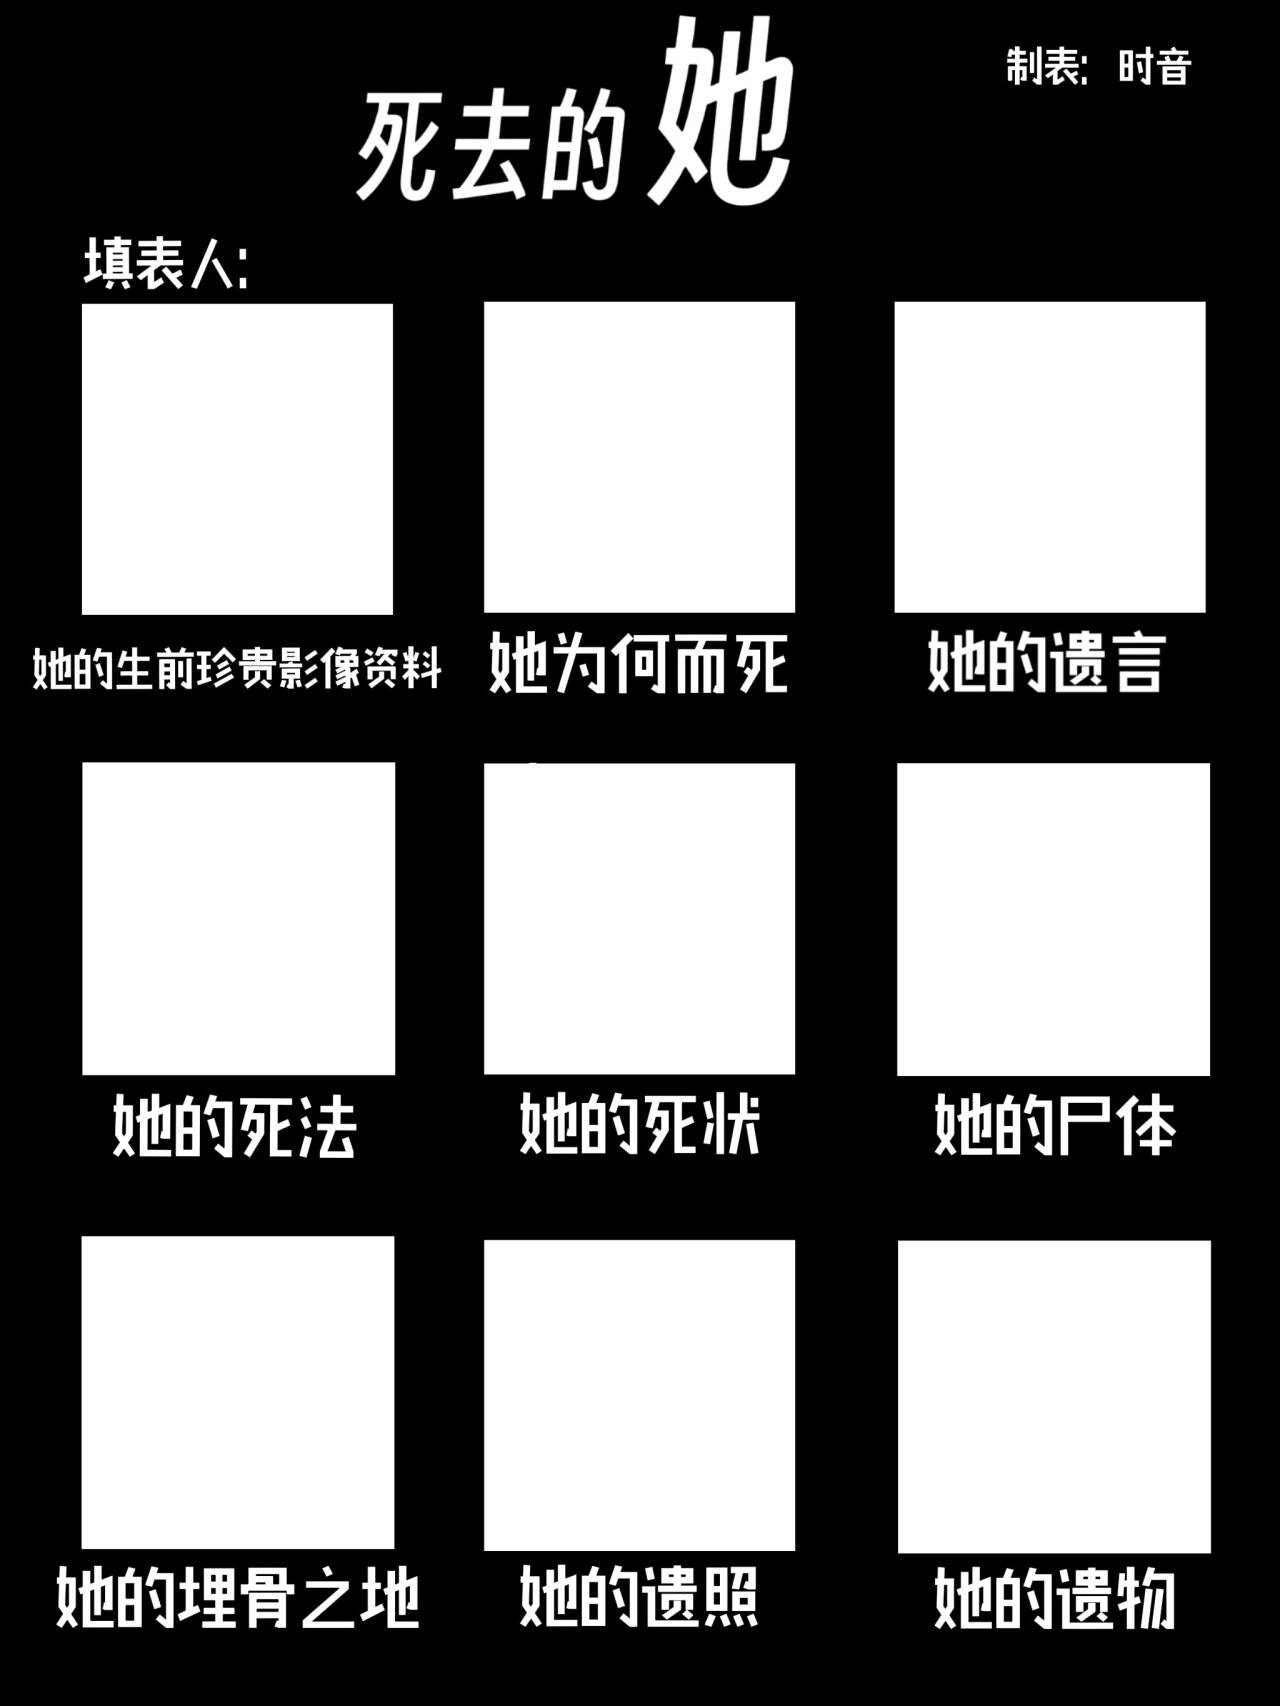 死去的她
制表：时音
填表人：
她的生前珍贵影像资料
她为何而死
她的遗言
她的死法
她的死状
她的尸体
她的埋骨之地
她的遗照
她的遗物